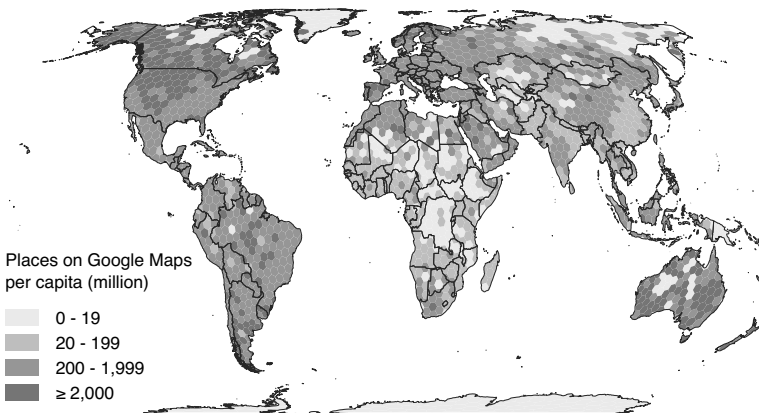 Places on Google Maps
per capita (million)
0 - 19
20 - 199
200 - 1,999
≥ 2,000